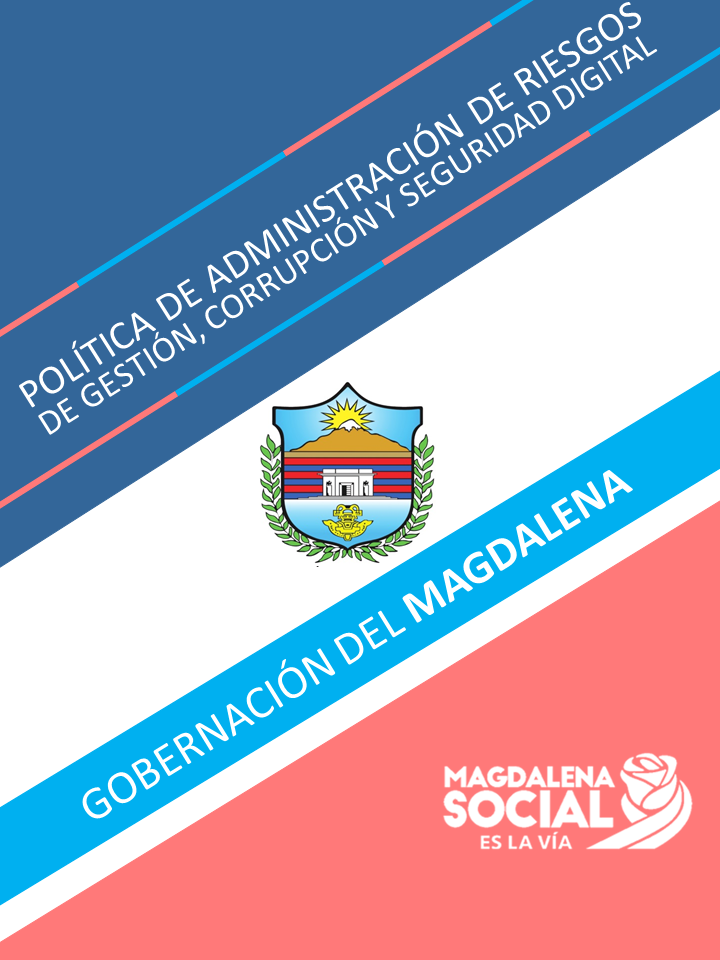 POLÍTICA DE ADMINISTRACIÓN DE RIESGOS
DE GESTIÓN, CORRUPCIÓN Y SEGURIDAD DIGITAL
GOBERNACIÓN DEL MAGDALENA
MAGDALENA
SOCIAL
ES LA VÍA